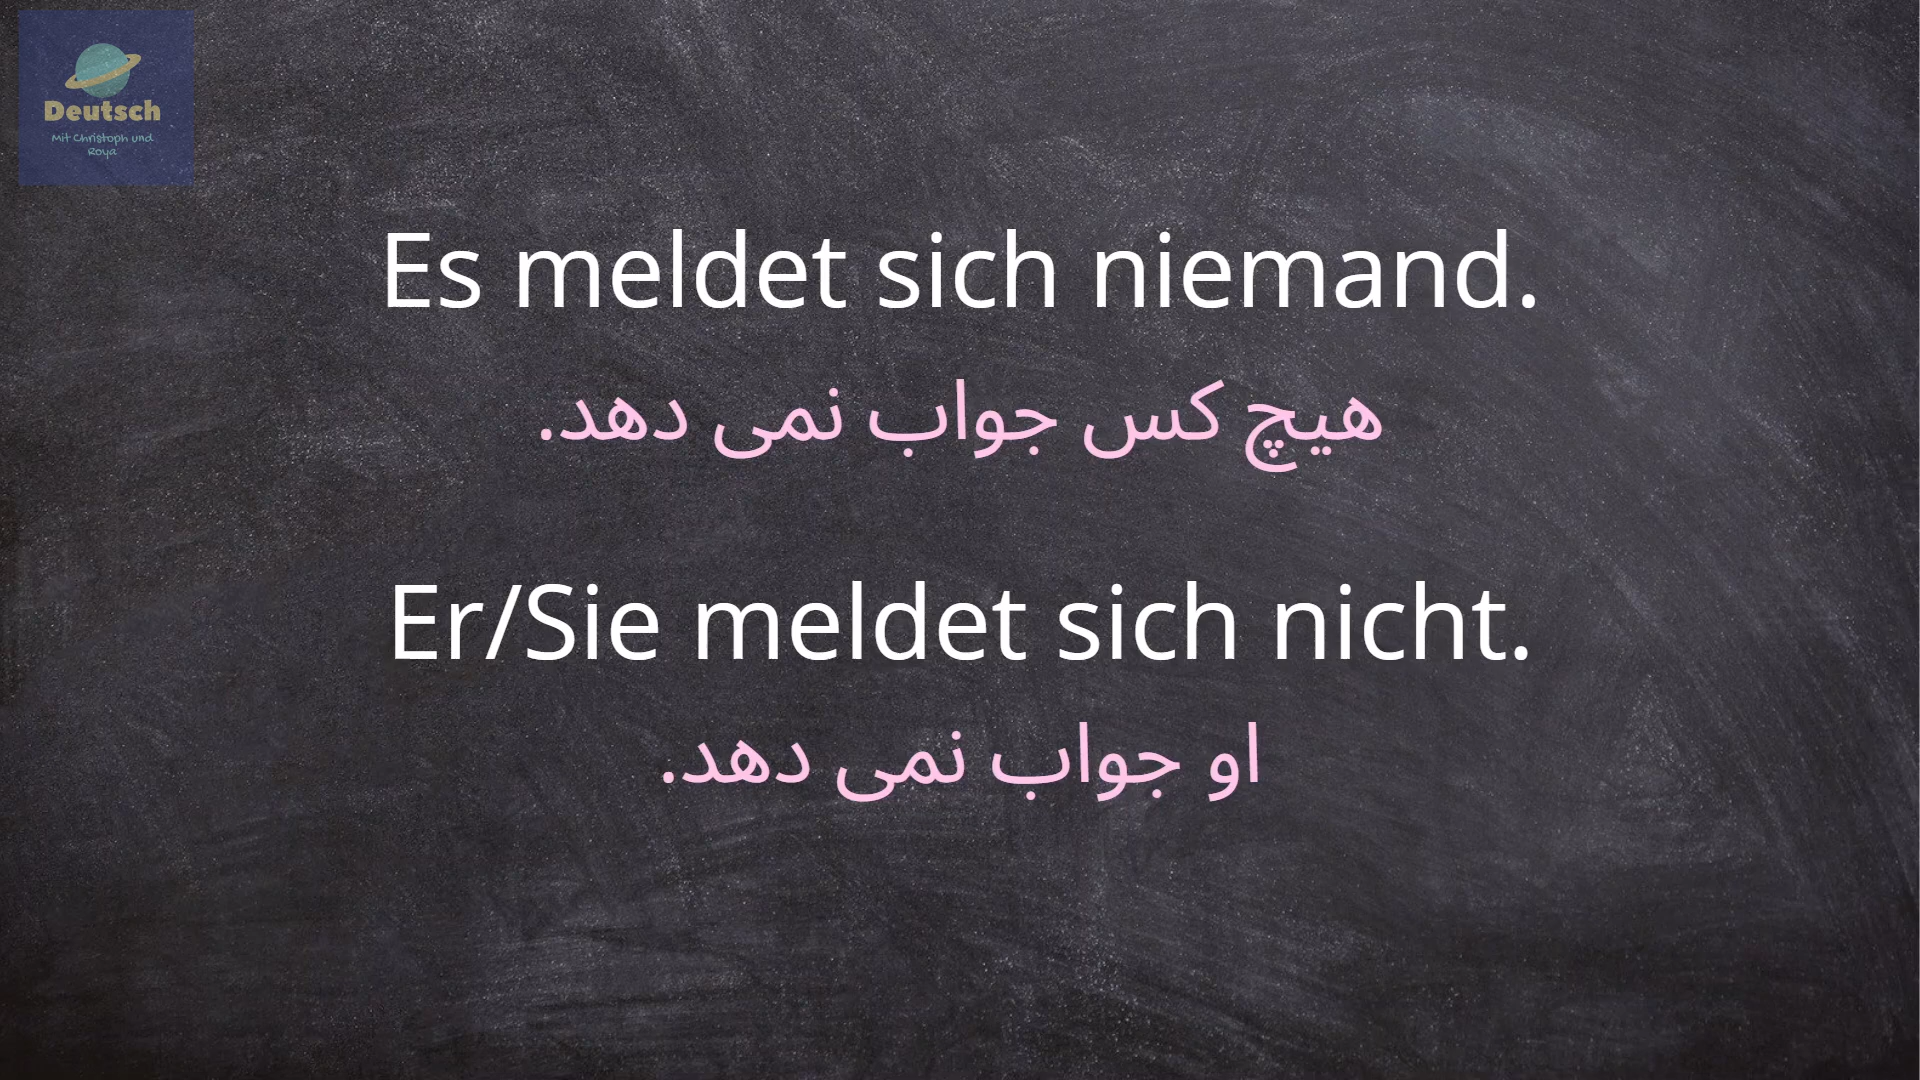 Deutsch
Mit Christoph und
Roya
Es meldet sich niemand.
هیچ کس جواب نمی دهد.
Er/Sie meldet sich nicht.
او جواب نمی دهد.